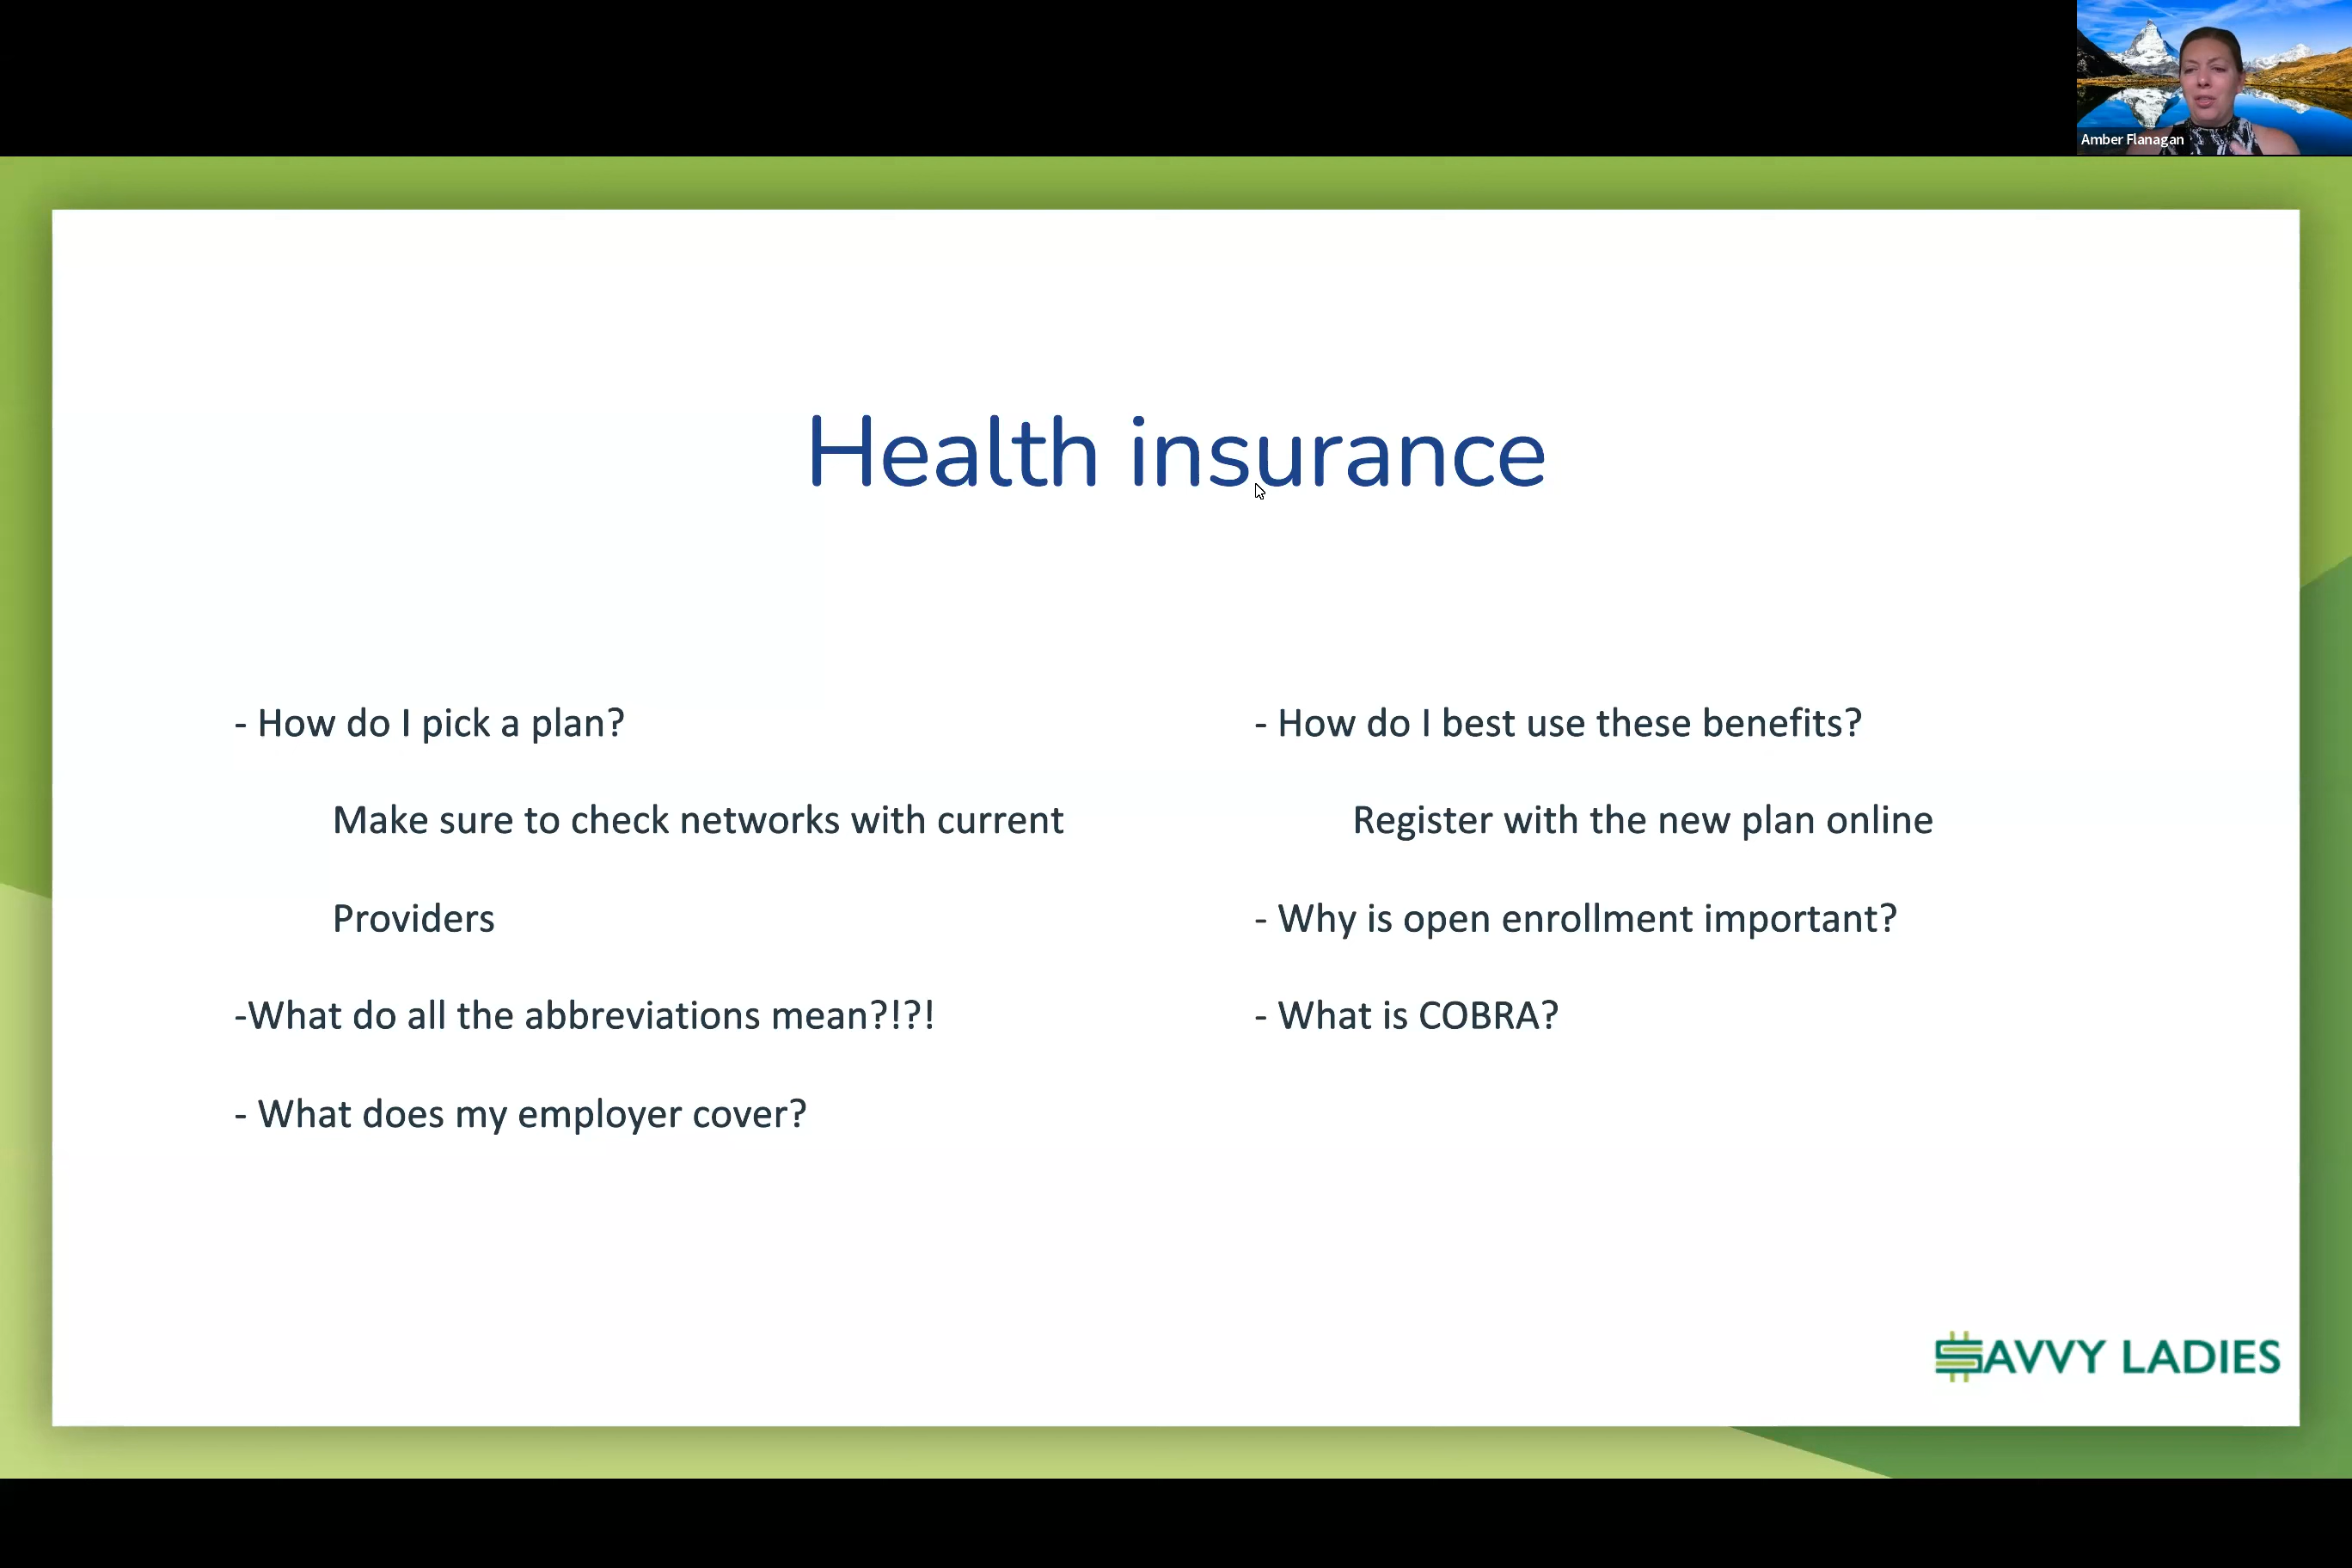 Amber Flanagan
Health insurance
- How do I pick a plan?
Make sure to check networks with current
Providers
-What do all the abbreviations mean?!?!
- What does my employer cover?
- How do I best use these benefits?
Register with the new plan online
- Why is open enrollment important?
- What is COBRA?
SAVVY LADIES